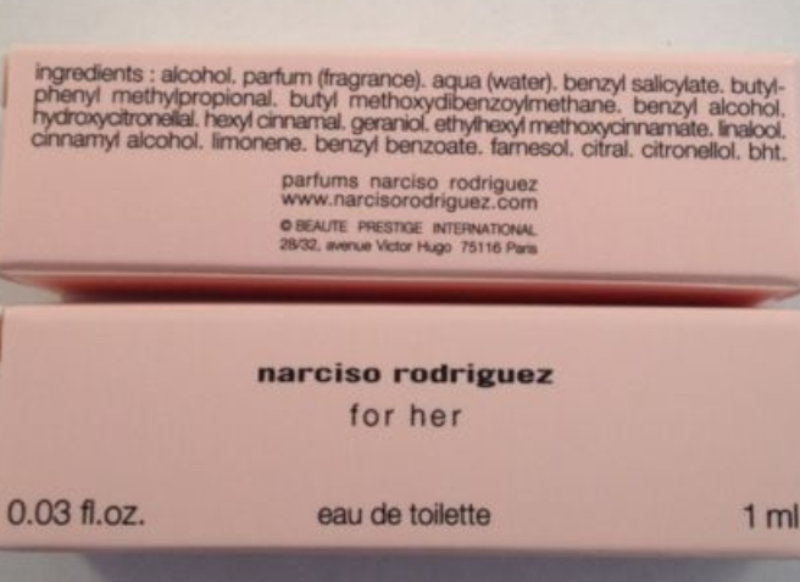 ingredients : alcohol. parfum (fragrance). aqua (water). benzyl salicylate. butyl-
phenyl methylpropional. butyl methoxydibenzoylmethane. benzyl alcohol.
hydroxycitronellal. hexyl cinnamal. geraniol. ethylhexyl methoxycinnamate. linalool.
cinnamyl alcohol. limonene. benzyl benzoate. farnesol. citral. citronellol. bht.
parfums narciso rodriguez
www.narcisorodriguez.com
© BEAUTE PRESTIGE INTERNATIONAL
28/32, avenue Victor Hugo 75116 Paris
narciso rodriguez
for her
0.03 fl.oz. eau de toilette 1 ml